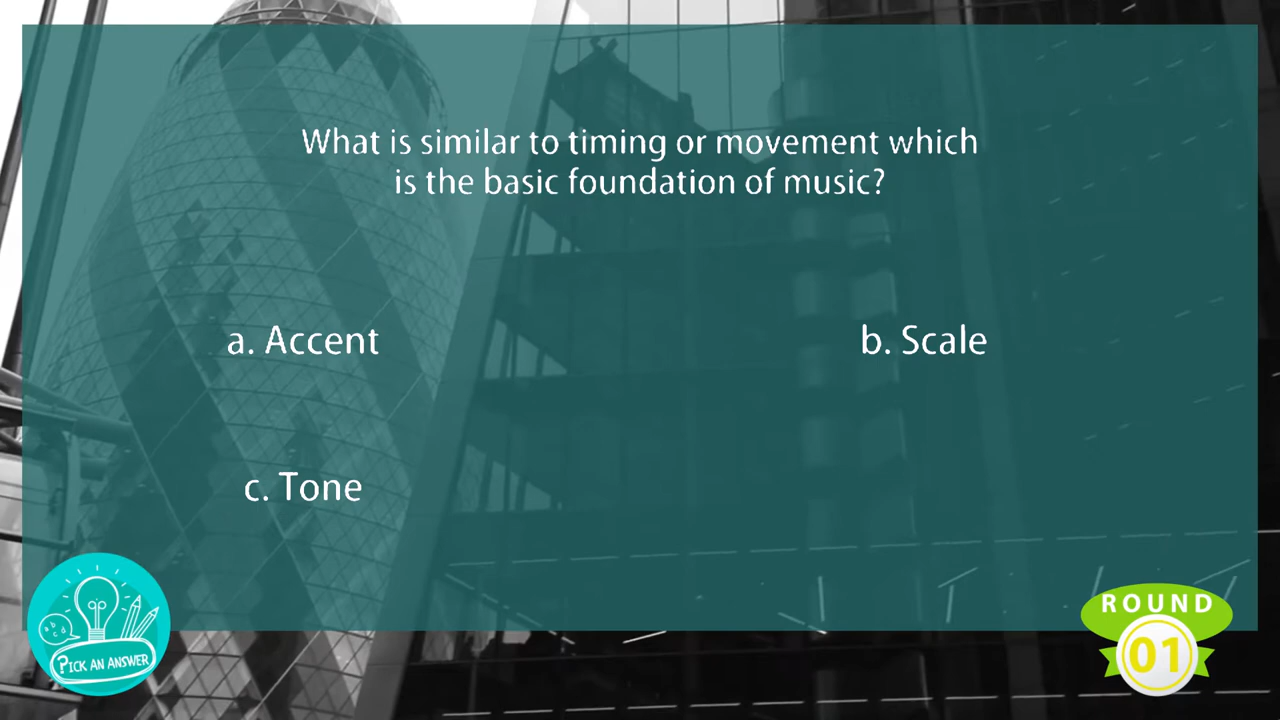 What is similar to timing or movement which
is the basic foundation of music?
a. Accent
b. Scale
c. Tone
PICK AN ANSWER
ROUND
01